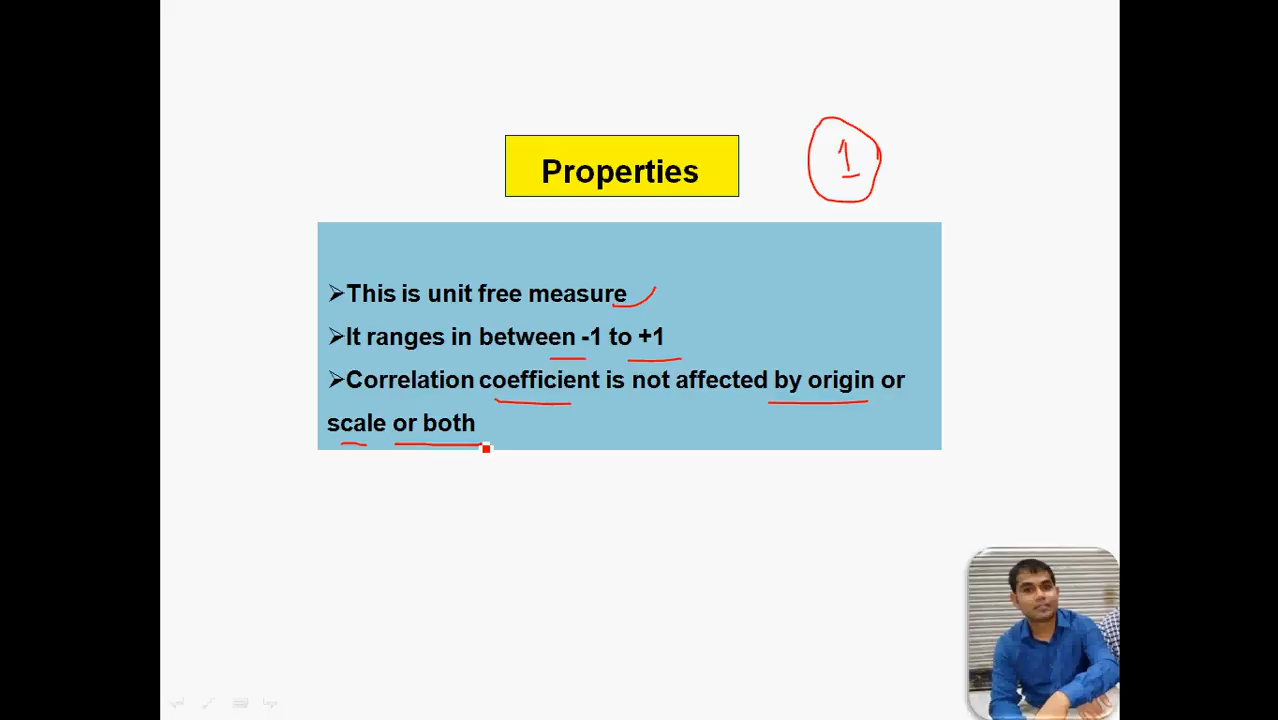 Properties
1
➢This is unit free measure
➢It ranges in between -1 to +1
➢Correlation coefficient is not affected by origin or
scale or both